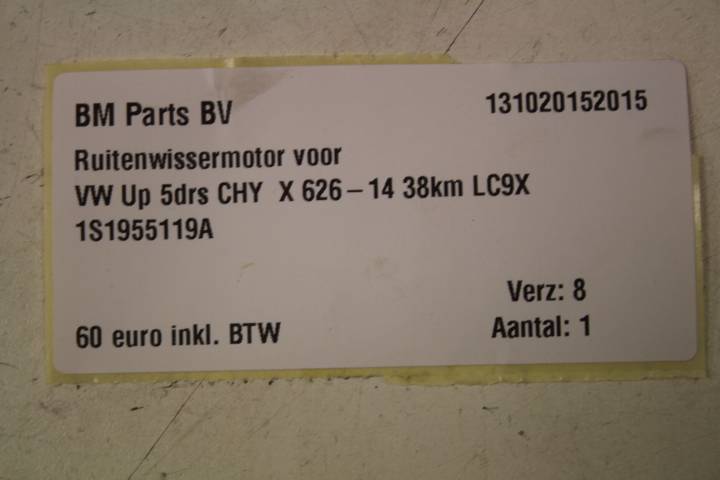 BM Parts BV 131020152015
Ruitenwissermotor voor
VW Up 5drs CHY X 626-14 38km LC9X
1S1955119A
Verz: 8
60 euro inkl. BTW Aantal: 1